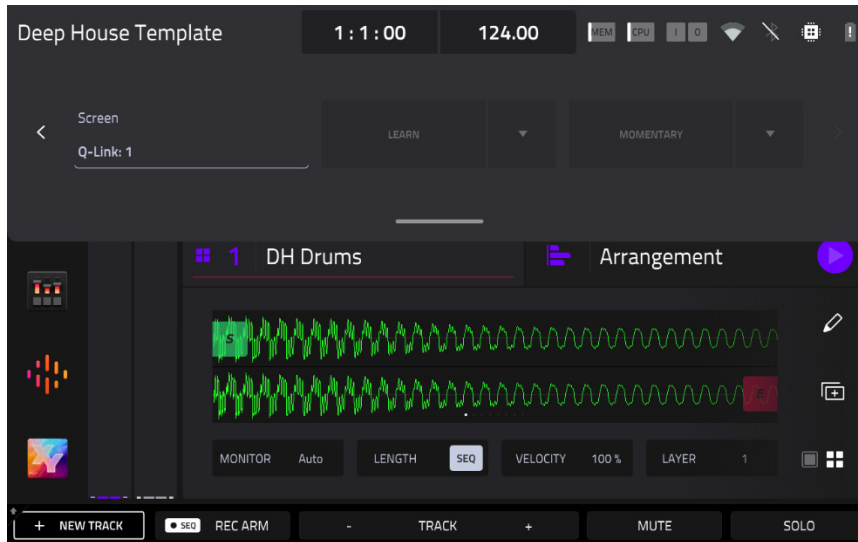 Deep House Template
1:1:00
124.00
MEM
CPU
I
O
Screen
Q-Link: 1
LEARN
MOMENTARY
1 DH Drums
Arrangement
S
E
MONITOR Auto
LENGTH SEQ
VELOCITY 100 %
LAYER 1
XY
+ NEW TRACK
SEQ REC ARM
- TRACK +
MUTE
SOLO